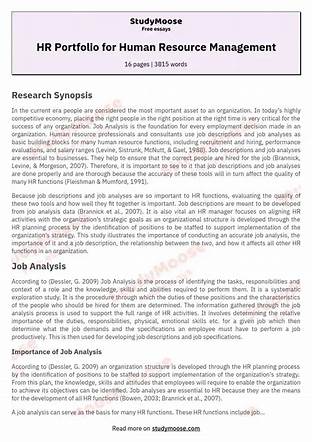 StudyMoose
Free essays
HR Portfolio for Human Resource Management
16 pages | 3815 words
Research Synopsis
In the current era people are considered the most important asset to an organization. In today's highly
competitive economy, placing the right people in the right position at the right time is very critical for the
success of any organization. Job Analysis is the foundation for every employment decision made in an
organization. Human resource professionals and consultants use job descriptions and job analyses as
basic building blocks for many human resource functions, including recruitment and hiring, performance
evaluations, and salary ranges (Levine, Sistrunk, McNutt, & Gael, 1988). Job descriptions and job analyses
are essential to businesses. They help to ensure that the correct people are hired for the job (Brannick,
Levine, & Morgeson, 2007). Therefore, it is important to see to it that job descriptions and job analyses
are done properly and are thorough because the accuracy of these tools will in turn affect the quality of
many HR functions (Fleishman & Mumford, 1991).
Because job descriptions and job analyses are so important to HR functions, evaluating the quality of
these two tools and how well they fit together is important. Job descriptions are meant to be developed
from job analysis data (Brannick et al., 2007). It is also vital an HR manager focuses on aligning HR
activities with the organization's strategic goals as an organizational structure is developed through the
HR planning process by the identification of positions to be staffed to support implementation of the
organization's strategy. This study illustrates the importance of conducting an accurate job analysis, the
importance of it and a job description, the relationship between the two, and how it affects all other HR
functions in an organization.
Job Analysis
According to (Dessler, G. 2009) Job Analysis is the process of identifying the tasks, responsibilities and
content of a role and the knowledge, skills and abilities required to perform them. It is a systematic
exploration study. It is the procedure through which the duties of these positions and the characteristics
of the people who should be hired for them are determined. The information gathered through the job
analysis process is used to support the full range of HR activities. It involves determining the relative
importance of the duties, responsibilities, physical, emotional skills etc. for a given job which then
determine what the job demands and the specifications an employee must have to perform a job
productively. This is then used for developing job descriptions and job specifications.
Importance of Job Analysis
According to (Dessler, G. 2009) an organization structure is developed through the HR planning process
by the identification of positions to be staffed to support implementation of the organization's strategy.
From this plan, the knowledge, skills and attitudes that employees will require to enable the organization
to achieve its objectives can be identified. Job analyses are essential to HR because they are the means
for the development of all HR functions (Bowen, 2003; Brannick et al., 2007).
A job analysis can serve as the basis for many HR functions. These HR functions include job...
Read more on studymoose.com